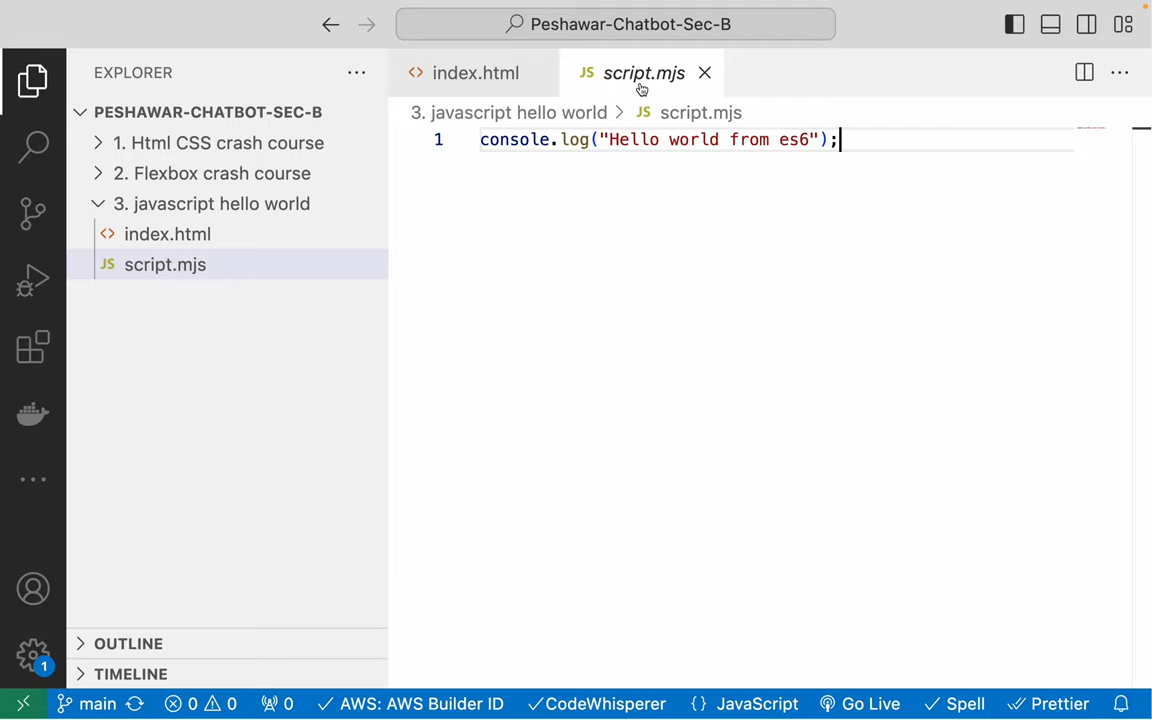 Peshawar-Chatbot-Sec-B
EXPLORER
PESHAWAR-CHATBOT-SEC-B
1. Html CSS crash course
2. Flexbox crash course
3. javascript hello world
index.html
script.mjs
OUTLINE
TIMELINE
index.html
JS script.mjs
3. javascript hello world > JS script.mjs
1 console.log("Hello world from es6");
JS
1
main 0 0 0 AWS: AWS Builder ID CodeWhisperer {} JavaScript Go Live Spell Prettier